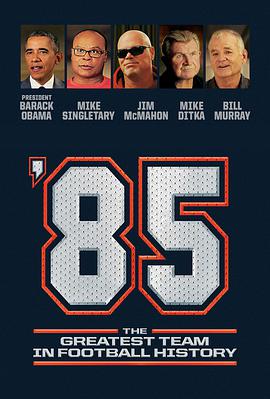 PRESIDENT
BARACK OBAMA
MIKE SINGLETARY
JIM McMAHON
MIKE DITKA
BILL MURRAY
'85
THE
GREATEST TEAM
IN FOOTBALL HISTORY